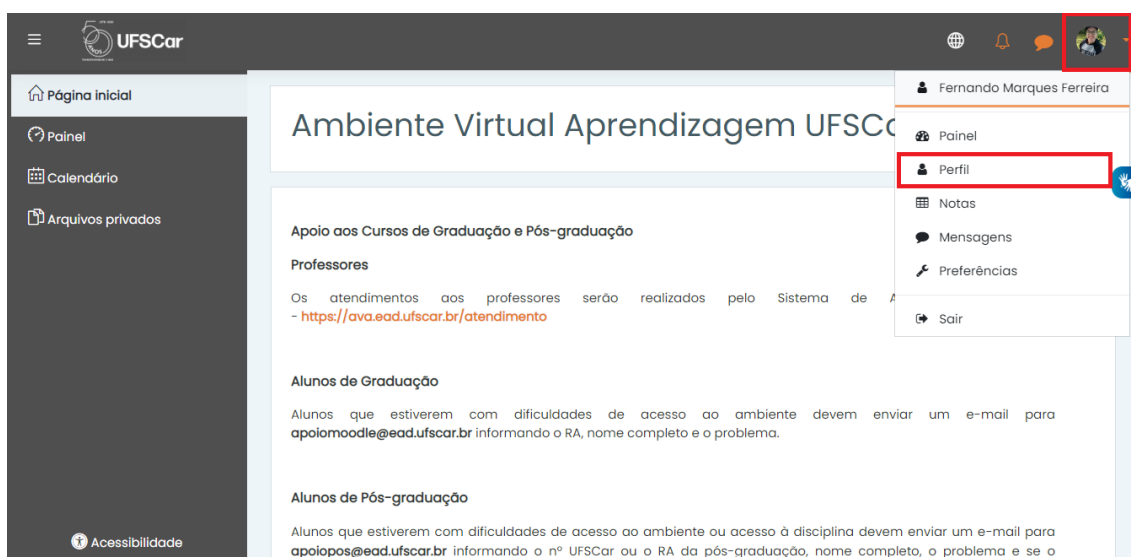 UFSCar
Página inicial
Painel
Calendário
Arquivos privados
Acessibilidade
Ambiente Virtual Aprendizagem UFSC
Apoio aos Cursos de Graduação e Pós-graduação
Professores
Os atendimentos aos professores serão realizados pelo Sistema de A
- https://ava.ead.ufscar.br/atendimento
Alunos de Graduação
Alunos que estiverem com dificuldades de acesso ao ambiente devem enviar um e-mail para
apoiomoodle@ead.ufscar.br informando o RA, nome completo e o problema.
Alunos de Pós-graduação
Alunos que estiverem com dificuldades de acesso ao ambiente ou acesso à disciplina devem enviar um e-mail para
apoiopos@ead.ufscar.br informando o nº UFSCar ou o RA da pós-graduação, nome completo, o problema e se
Fernando Marques Ferreira
Painel
Perfil
Notas
Mensagens
Preferências
Sair